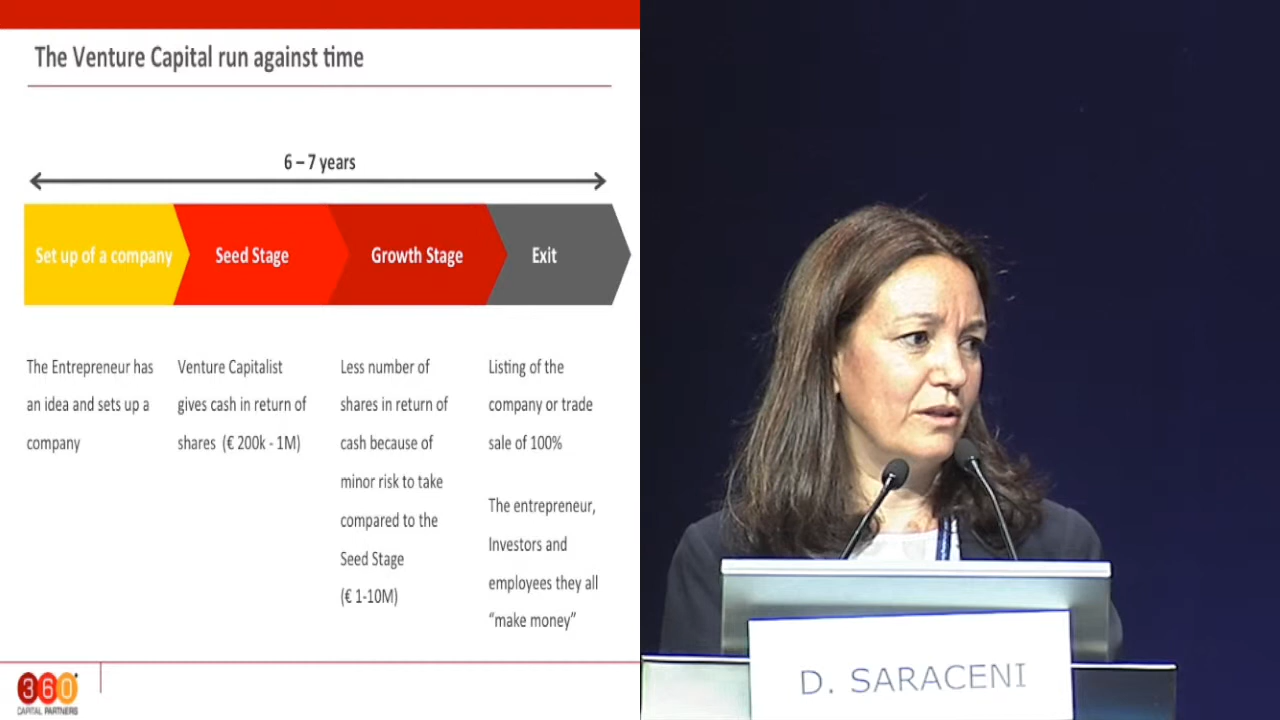 The Venture Capital run against time
6 – 7 years
Set up of a company
Seed Stage
Growth Stage
Exit
The Entrepreneur has
an idea and sets up a
company
Venture Capitalist
gives cash in return of
shares (€ 200k - 1M)
Less number of
shares in return of
cash because of
minor risk to take
compared to the
Seed Stage
(€ 1-10M)
Listing of the
company or trade
sale of 100%
The entrepreneur,
Investors and
employees they all
“make money”
360°
CAPITAL PARTNERS
D. SARACENI